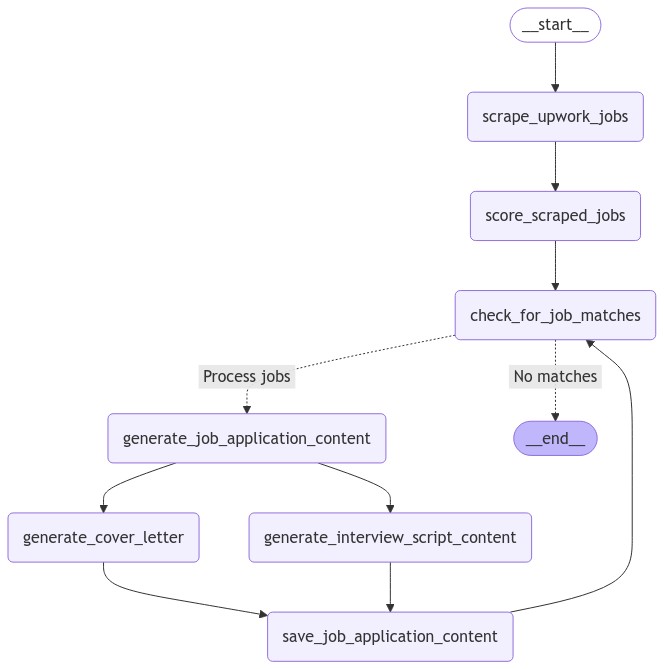 __start__
scrape_upwork_jobs
score_scraped_jobs
check_for_job_matches
Process jobs
No matches
generate_job_application_content
__end__
generate_cover_letter
generate_interview_script_content
save_job_application_content